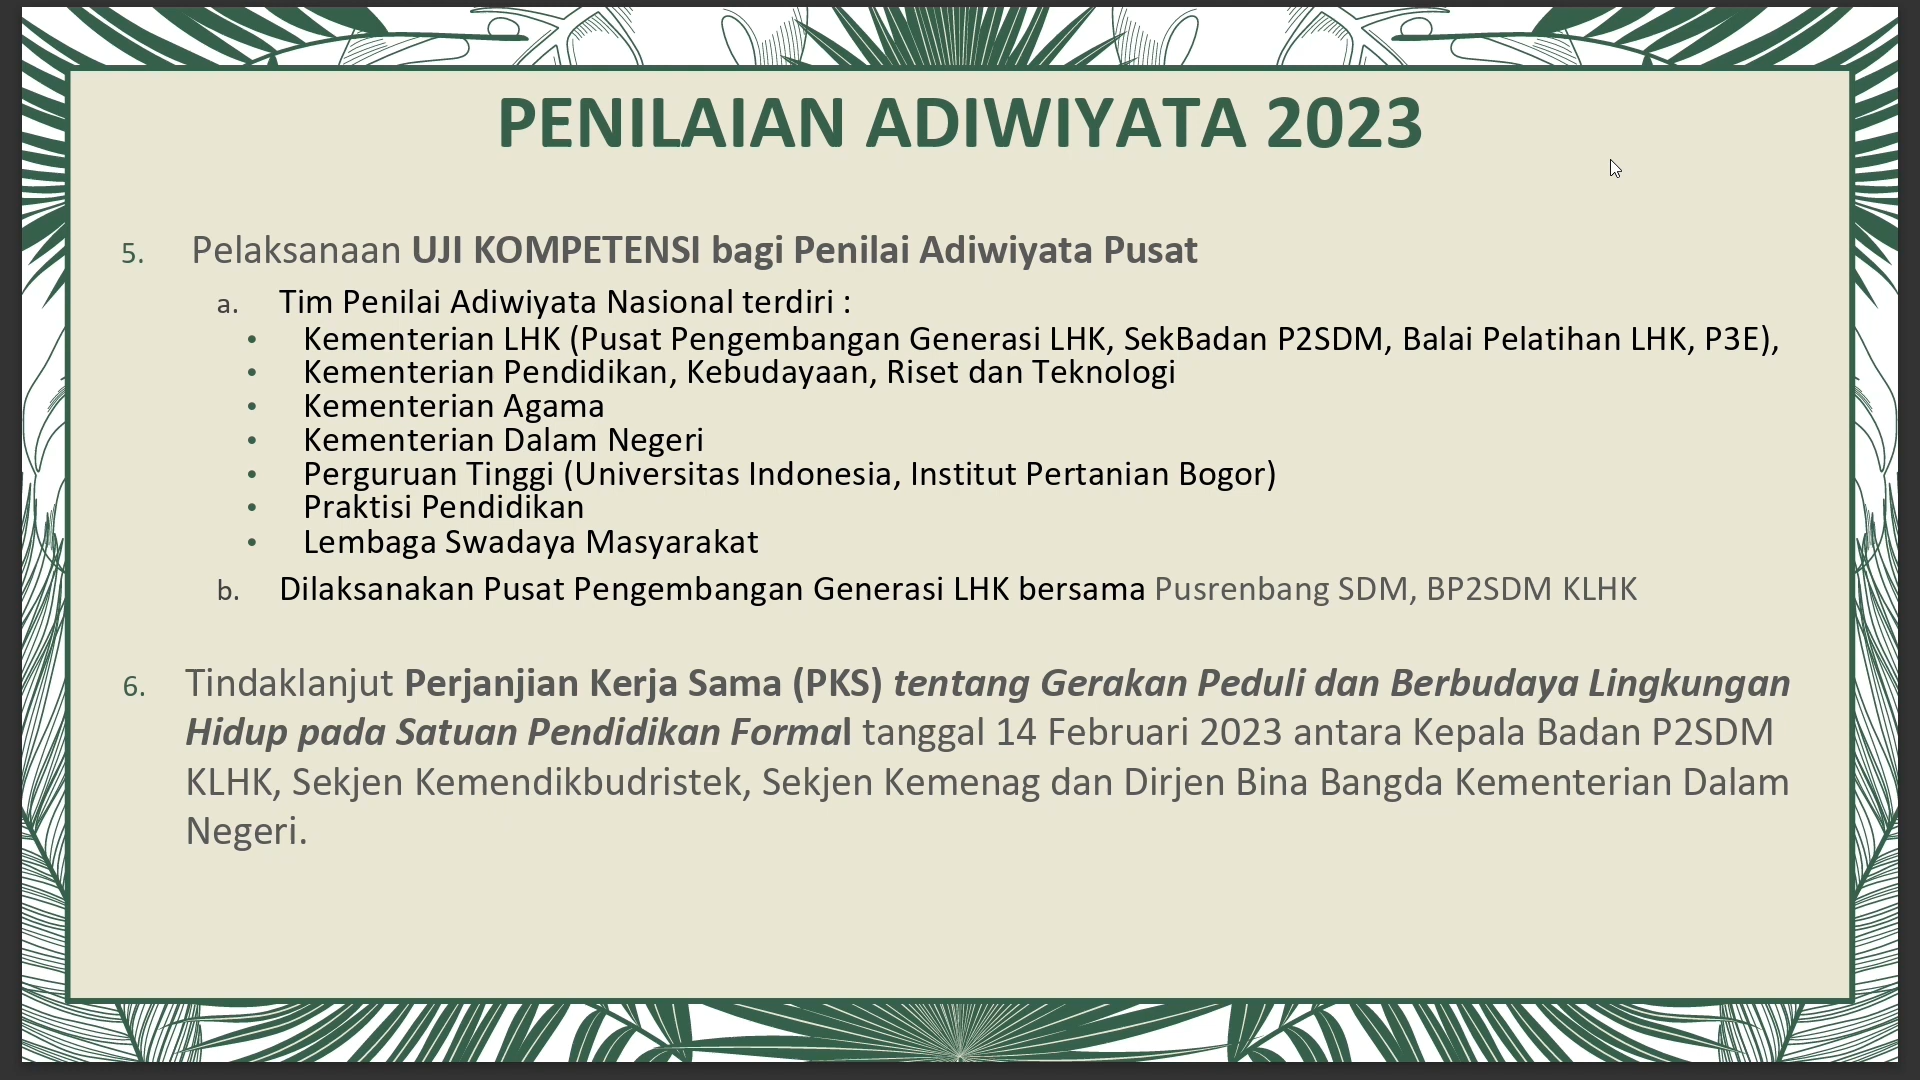 PENILAIAN ADIWIYATA 2023
5. Pelaksanaan UJI KOMPETENSI bagi Penilai Adiwiyata Pusat
a. Tim Penilai Adiwiyata Nasional terdiri :
• Kementerian LHK (Pusat Pengembangan Generasi LHK, SekBadan P2SDM, Balai Pelatihan LHK, P3E),
• Kementerian Pendidikan, Kebudayaan, Riset dan Teknologi
• Kementerian Agama
• Kementerian Dalam Negeri
• Perguruan Tinggi (Universitas Indonesia, Institut Pertanian Bogor)
• Praktisi Pendidikan
• Lembaga Swadaya Masyarakat
b. Dilaksanakan Pusat Pengembangan Generasi LHK bersama Pusrenbang SDM, BP2SDM KLHK
6. Tindaklanjut Perjanjian Kerja Sama (PKS) tentang Gerakan Peduli dan Berbudaya Lingkungan
Hidup pada Satuan Pendidikan Formal tanggal 14 Februari 2023 antara Kepala Badan P2SDM
KLHK, Sekjen Kemendikbudristek, Sekjen Kemenag dan Dirjen Bina Bangda Kementerian Dalam
Negeri.